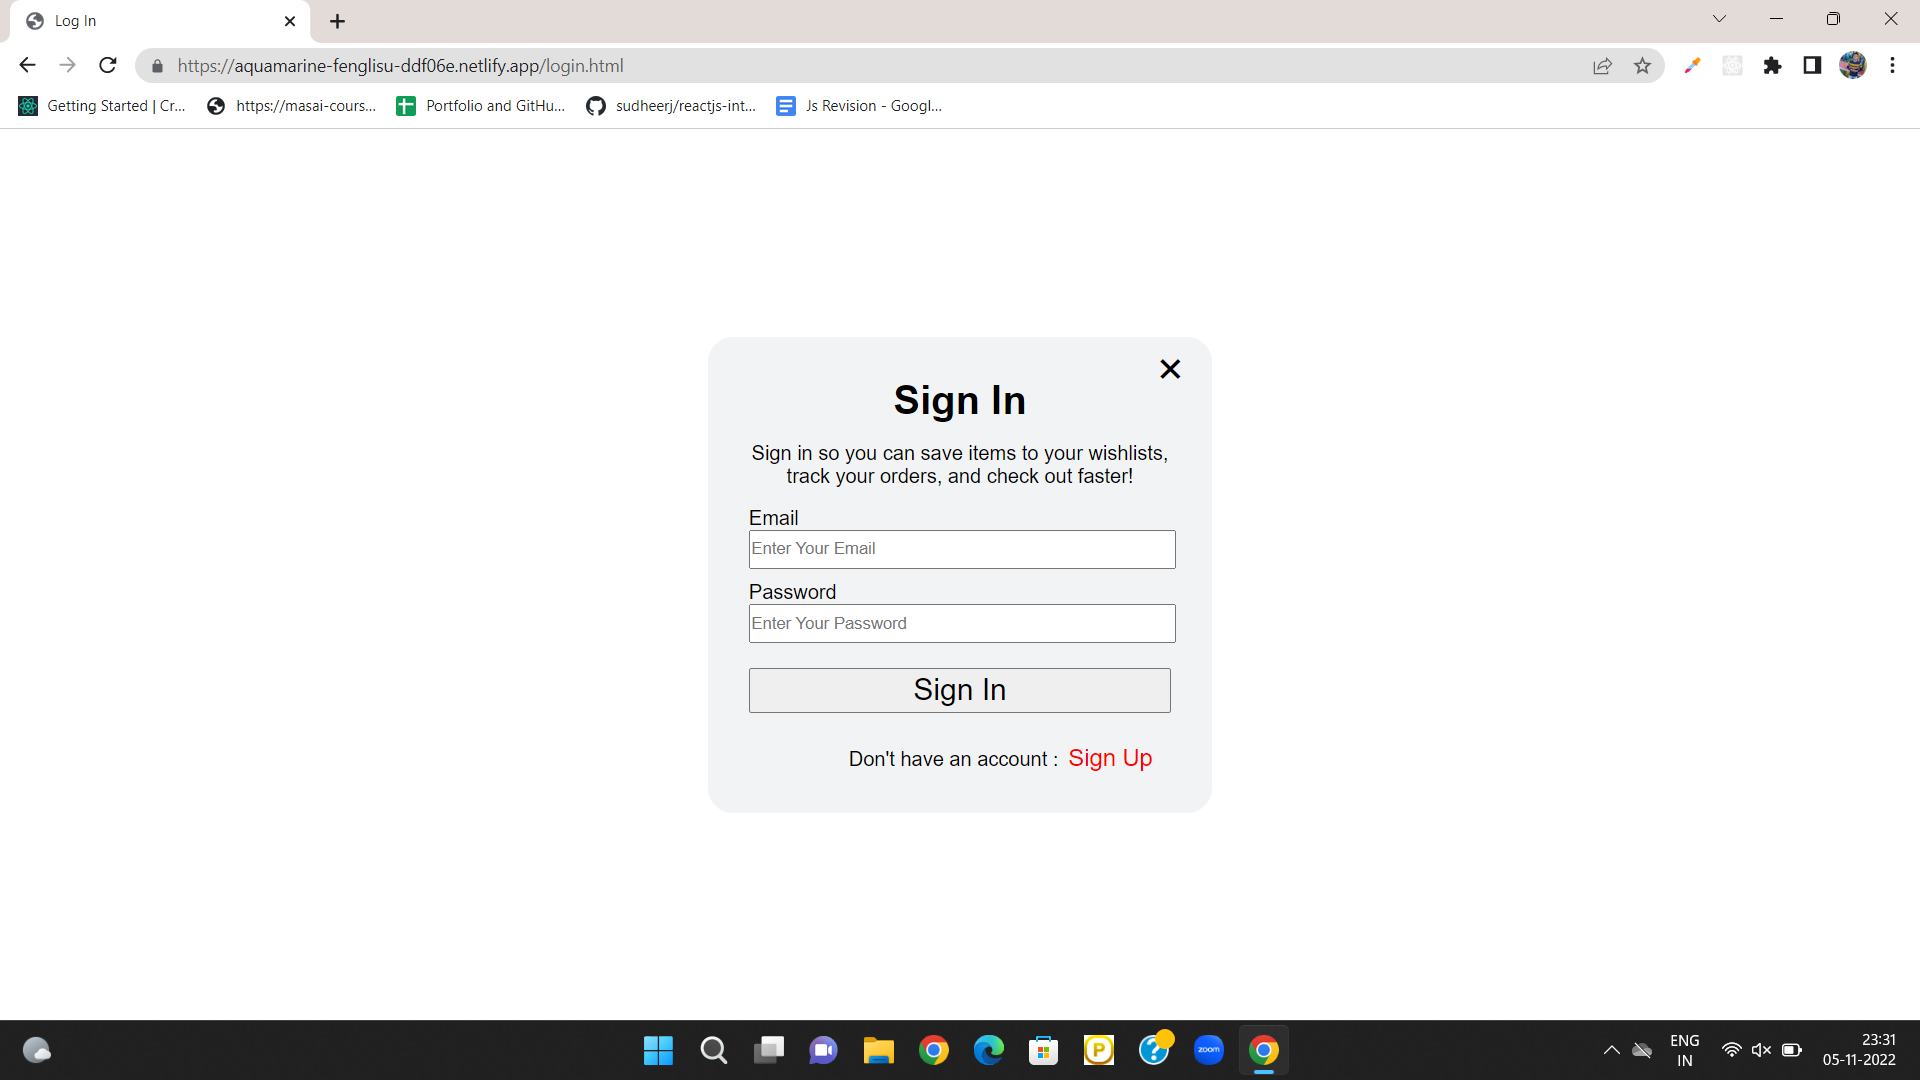 Log In
https://aquamarine-fenglisu-ddf06e.netlify.app/login.html
Getting Started | Cr...
https://masai-cours...
Portfolio and GitHu...
sudheerj/reactjs-int...
Js Revision - Googl...
Sign In
Sign in so you can save items to your wishlists,
track your orders, and check out faster!
Email
Enter Your Email
Password
Enter Your Password
Sign In
Don't have an account : Sign Up
zoom
ENG
IN
23:31
05-11-2022